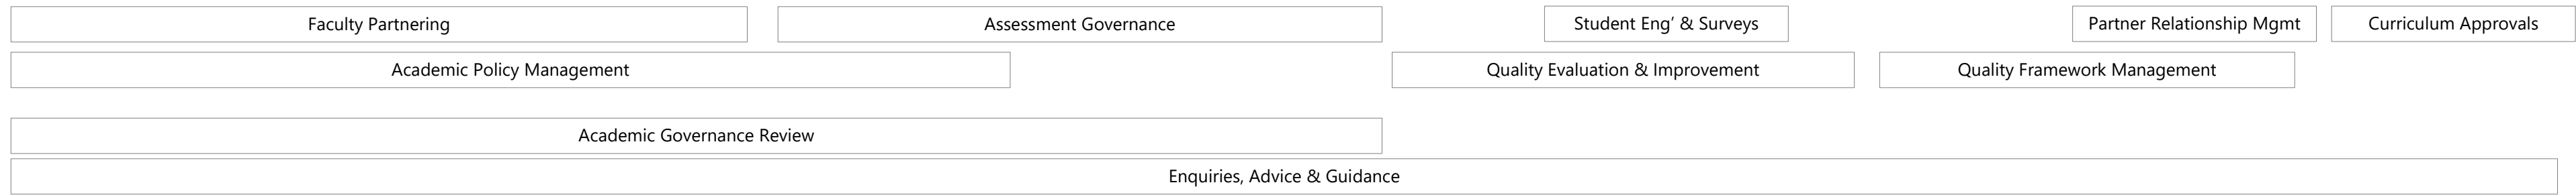 Faculty Partnering
Assessment Governance
Student Eng’ & Surveys
Partner Relationship Mgmt
Curriculum Approvals
Academic Policy Management
Quality Evaluation & Improvement
Quality Framework Management
Academic Governance Review
Enquiries, Advice & Guidance